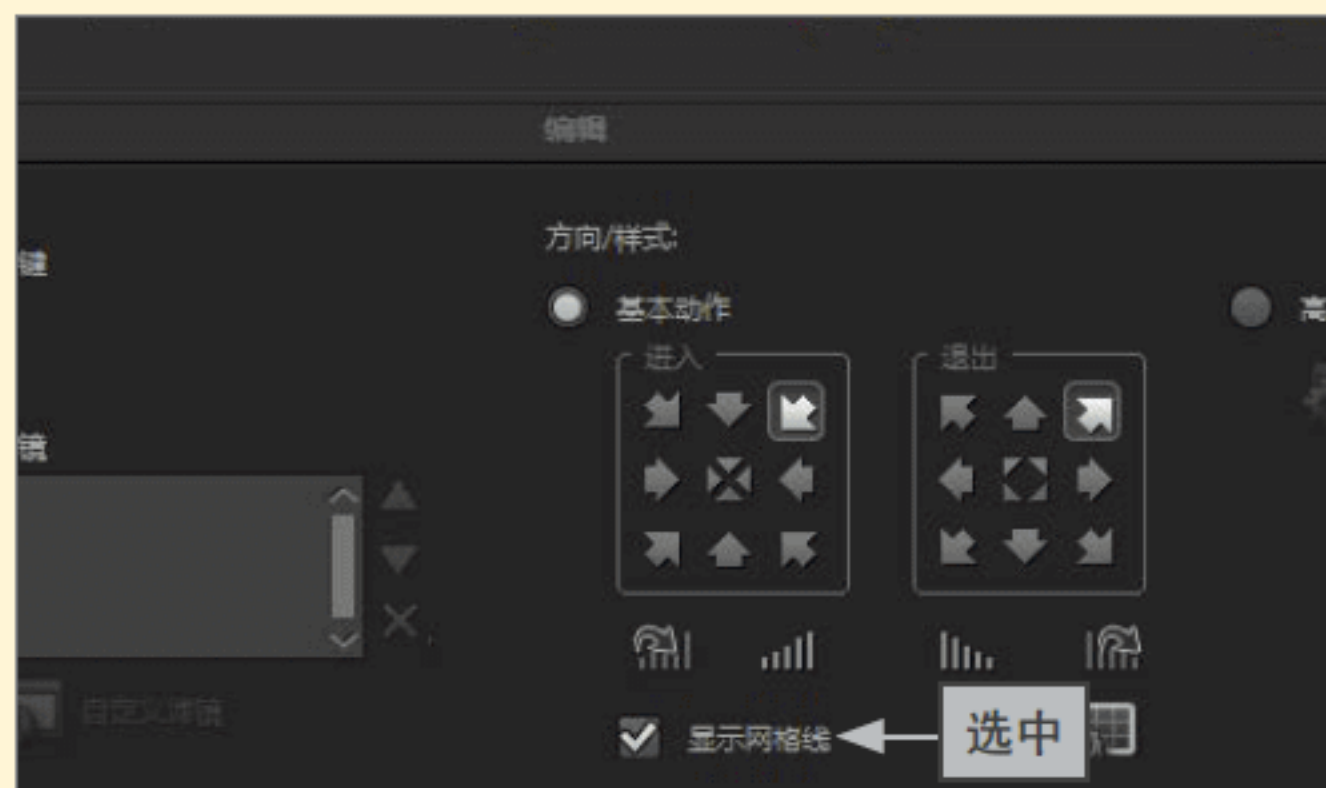 编辑
方向/样式:
键
基本动作
高
进入
退出
镜
自定义滤镜
显示网格线
选中